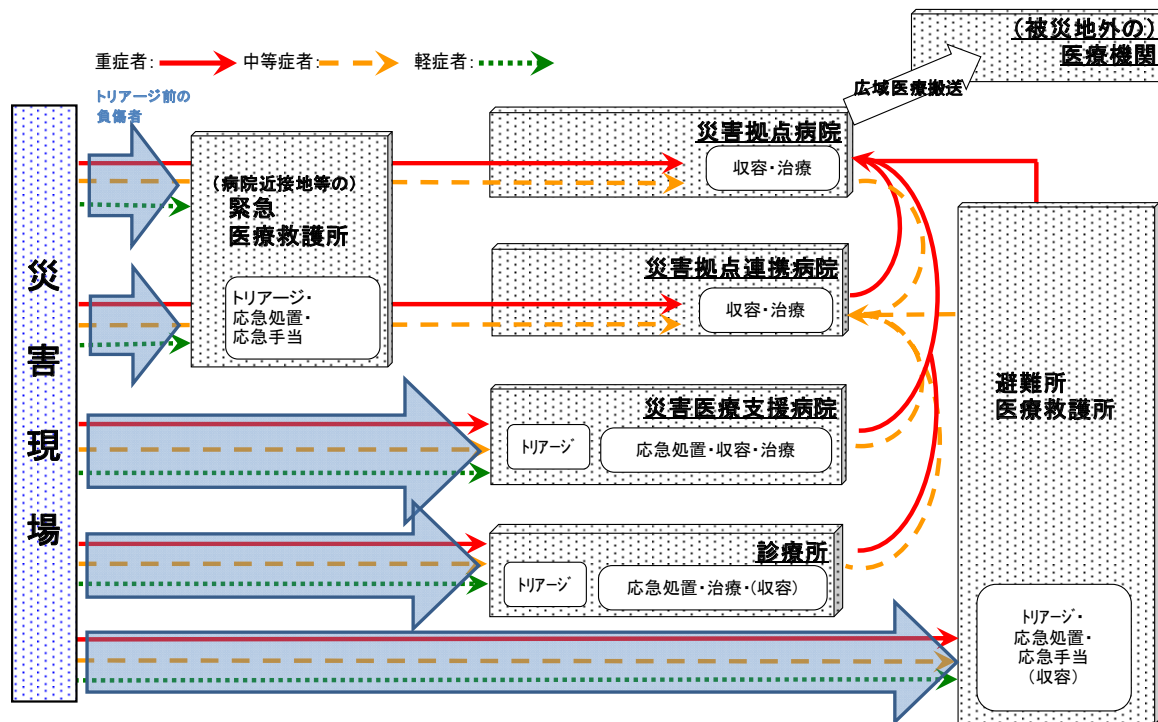 (被災地外の)
医療機関
重症者：
中等症者：
軽症者：
広域医療搬送
トリアージ前の
負傷者
災害現場
(病院近接地等の)
緊急
医療救護所
トリアージ・
応急処置・
応急手当
災害拠点病院
収容・治療
災害拠点連携病院
収容・治療
災害医療支援病院
トリアージ
応急処置・収容・治療
診療所
トリアージ
応急処置・治療・(収容)
避難所
医療救護所
トリアージ・
応急処置・
応急手当
(収容)